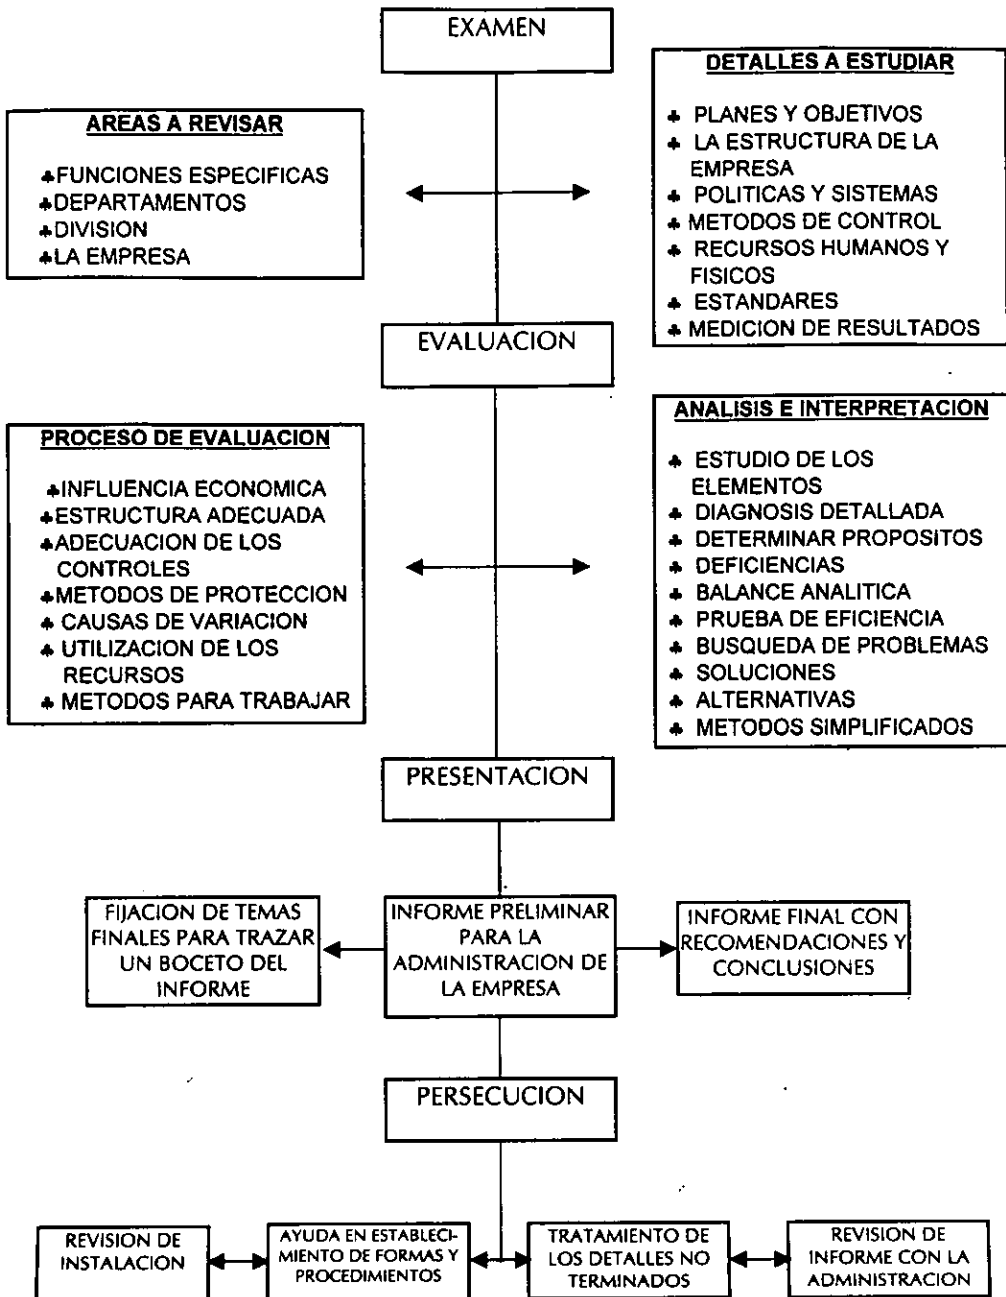 EXAMEN
AREAS A REVISAR
♣FUNCIONES ESPECIFICAS
♣DEPARTAMENTOS
♣DIVISION
♣LA EMPRESA
DETALLES A ESTUDIAR
♣ PLANES Y OBJETIVOS
♣ LA ESTRUCTURA DE LA
EMPRESA
♣ POLITICAS Y SISTEMAS
♣ METODOS DE CONTROL
♣ RECURSOS HUMANOS Y
FISICOS
♣ ESTANDARES
♣ MEDICION DE RESULTADOS
EVALUACION
PROCESO DE EVALUACION
♣INFLUENCIA ECONOMICA
♣ESTRUCTURA ADECUADA
♣ADECUACION DE LOS
CONTROLES
♣METODOS DE PROTECCION
♣ CAUSAS DE VARIACION
♣ UTILIZACION DE LOS
RECURSOS
♣ METODOS PARA TRABAJAR
ANALISIS E INTERPRETACION
♣ ESTUDIO DE LOS
ELEMENTOS
♣ DIAGNOSIS DETALLADA
♣ DETERMINAR PROPOSITOS
♣ DEFICIENCIAS
♣ BALANCE ANALITICA
♣ PRUEBA DE EFICIENCIA
♣ BUSQUEDA DE PROBLEMAS
♣ SOLUCIONES
♣ ALTERNATIVAS
♣ METODOS SIMPLIFICADOS
PRESENTACION
FIJACION DE TEMAS
FINALES PARA TRAZAR
UN BOCETO DEL
INFORME
INFORME PRELIMINAR
PARA LA
ADMINISTRACION DE
LA EMPRESA
INFORME FINAL CON
RECOMENDACIONES Y
CONCLUSIONES
PERSECUCION
REVISION DE
INSTALACION
AYUDA EN ESTABLECI-
MIENTO DE FORMAS Y
PROCEDIMIENTOS
TRATAMIENTO DE
LOS DETALLES NO
TERMINADOS
REVISION DE
INFORME CON LA
ADMINISTRACION